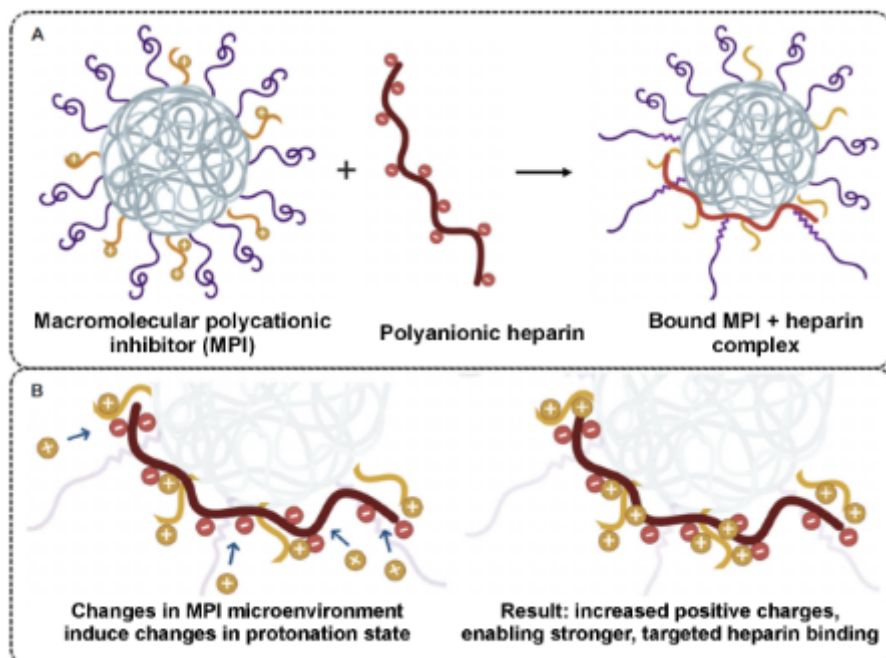 A
+
Macromolecular polycationic
inhibitor (MPI)
Polyanionic heparin
Bound MPI + heparin
complex
B
Changes in MPI microenvironment
induce changes in protonation state
Result: increased positive charges,
enabling stronger, targeted heparin binding